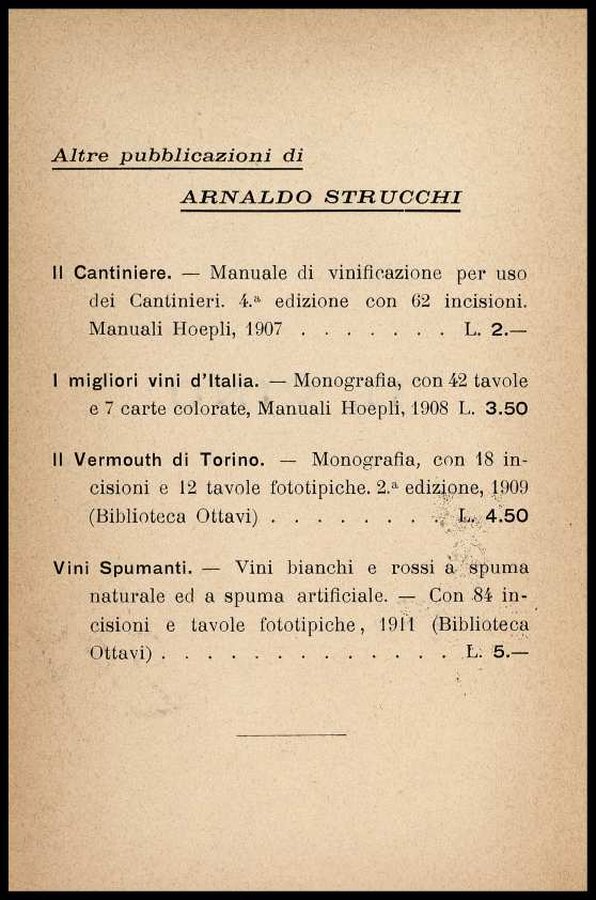 Altre pubblicazioni di
ARNALDO STRUCCHI
Il Cantiniere. — Manuale di vinificazione per uso
dei Cantinieri. 4.ª edizione con 62 incisioni.
Manuali Hoepli, 1907 . . . . . . . L. 2.—
I migliori vini d'Italia. — Monografia, con 42 tavole
e 7 carte colorate, Manuali Hoepli, 1908 L. 3.50
Il Vermouth di Torino. — Monografia, con 18 in-
cisioni e 12 tavole fototipiche. 2.ª edizione, 1909
(Biblioteca Ottavi) . . . . . . . . L. 4.50
Vini Spumanti. — Vini bianchi e rossi a spuma
naturale ed a spuma artificiale. — Con 84 in-
cisioni e tavole fototipiche, 1911 (Biblioteca
Ottavi) . . . . . . . . . . . . . L. 5.—